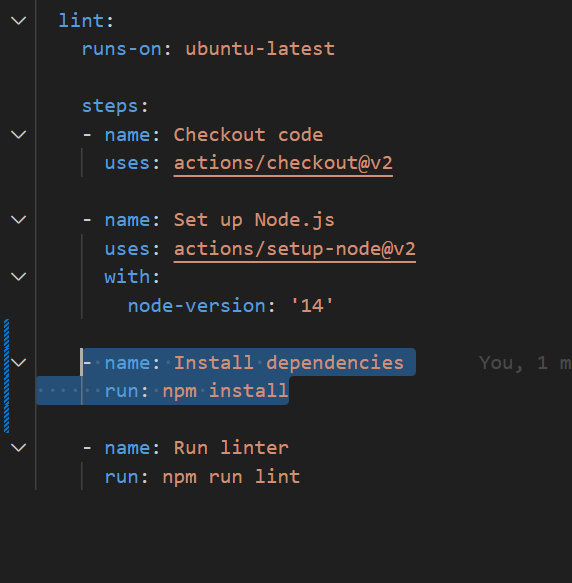 lint:
runs-on: ubuntu-latest
steps:
- name: Checkout code
uses: actions/checkout@v2
- name: Set up Node.js
uses: actions/setup-node@v2
with:
node-version: '14'
- name: Install dependencies You, 1 m
run: npm install
- name: Run linter
run: npm run lint